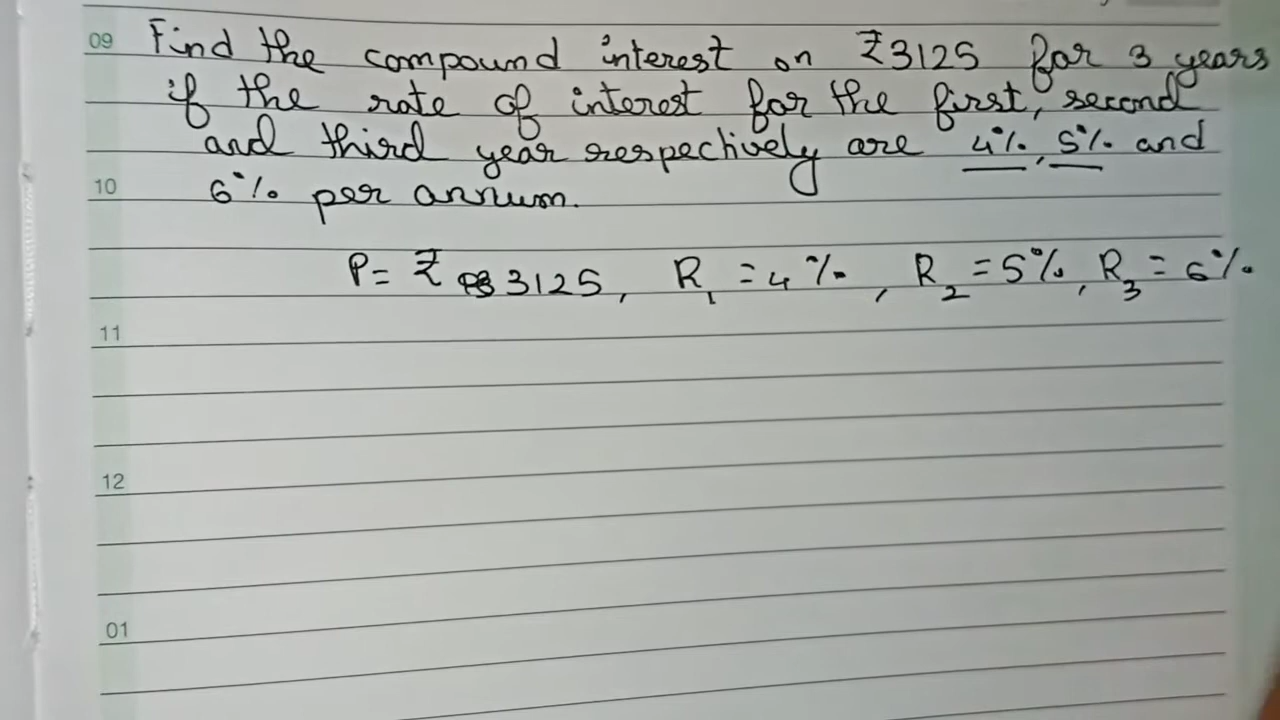 09 Find the compound interest on ₹3125 for 3 years
if the rate of interest for the first, second
and third year respectively are 4%, 5% and
10 6% per annum.
P = ₹ 3125, R1 = 4%, R2 = 5%, R3 = 6%
11
12
01